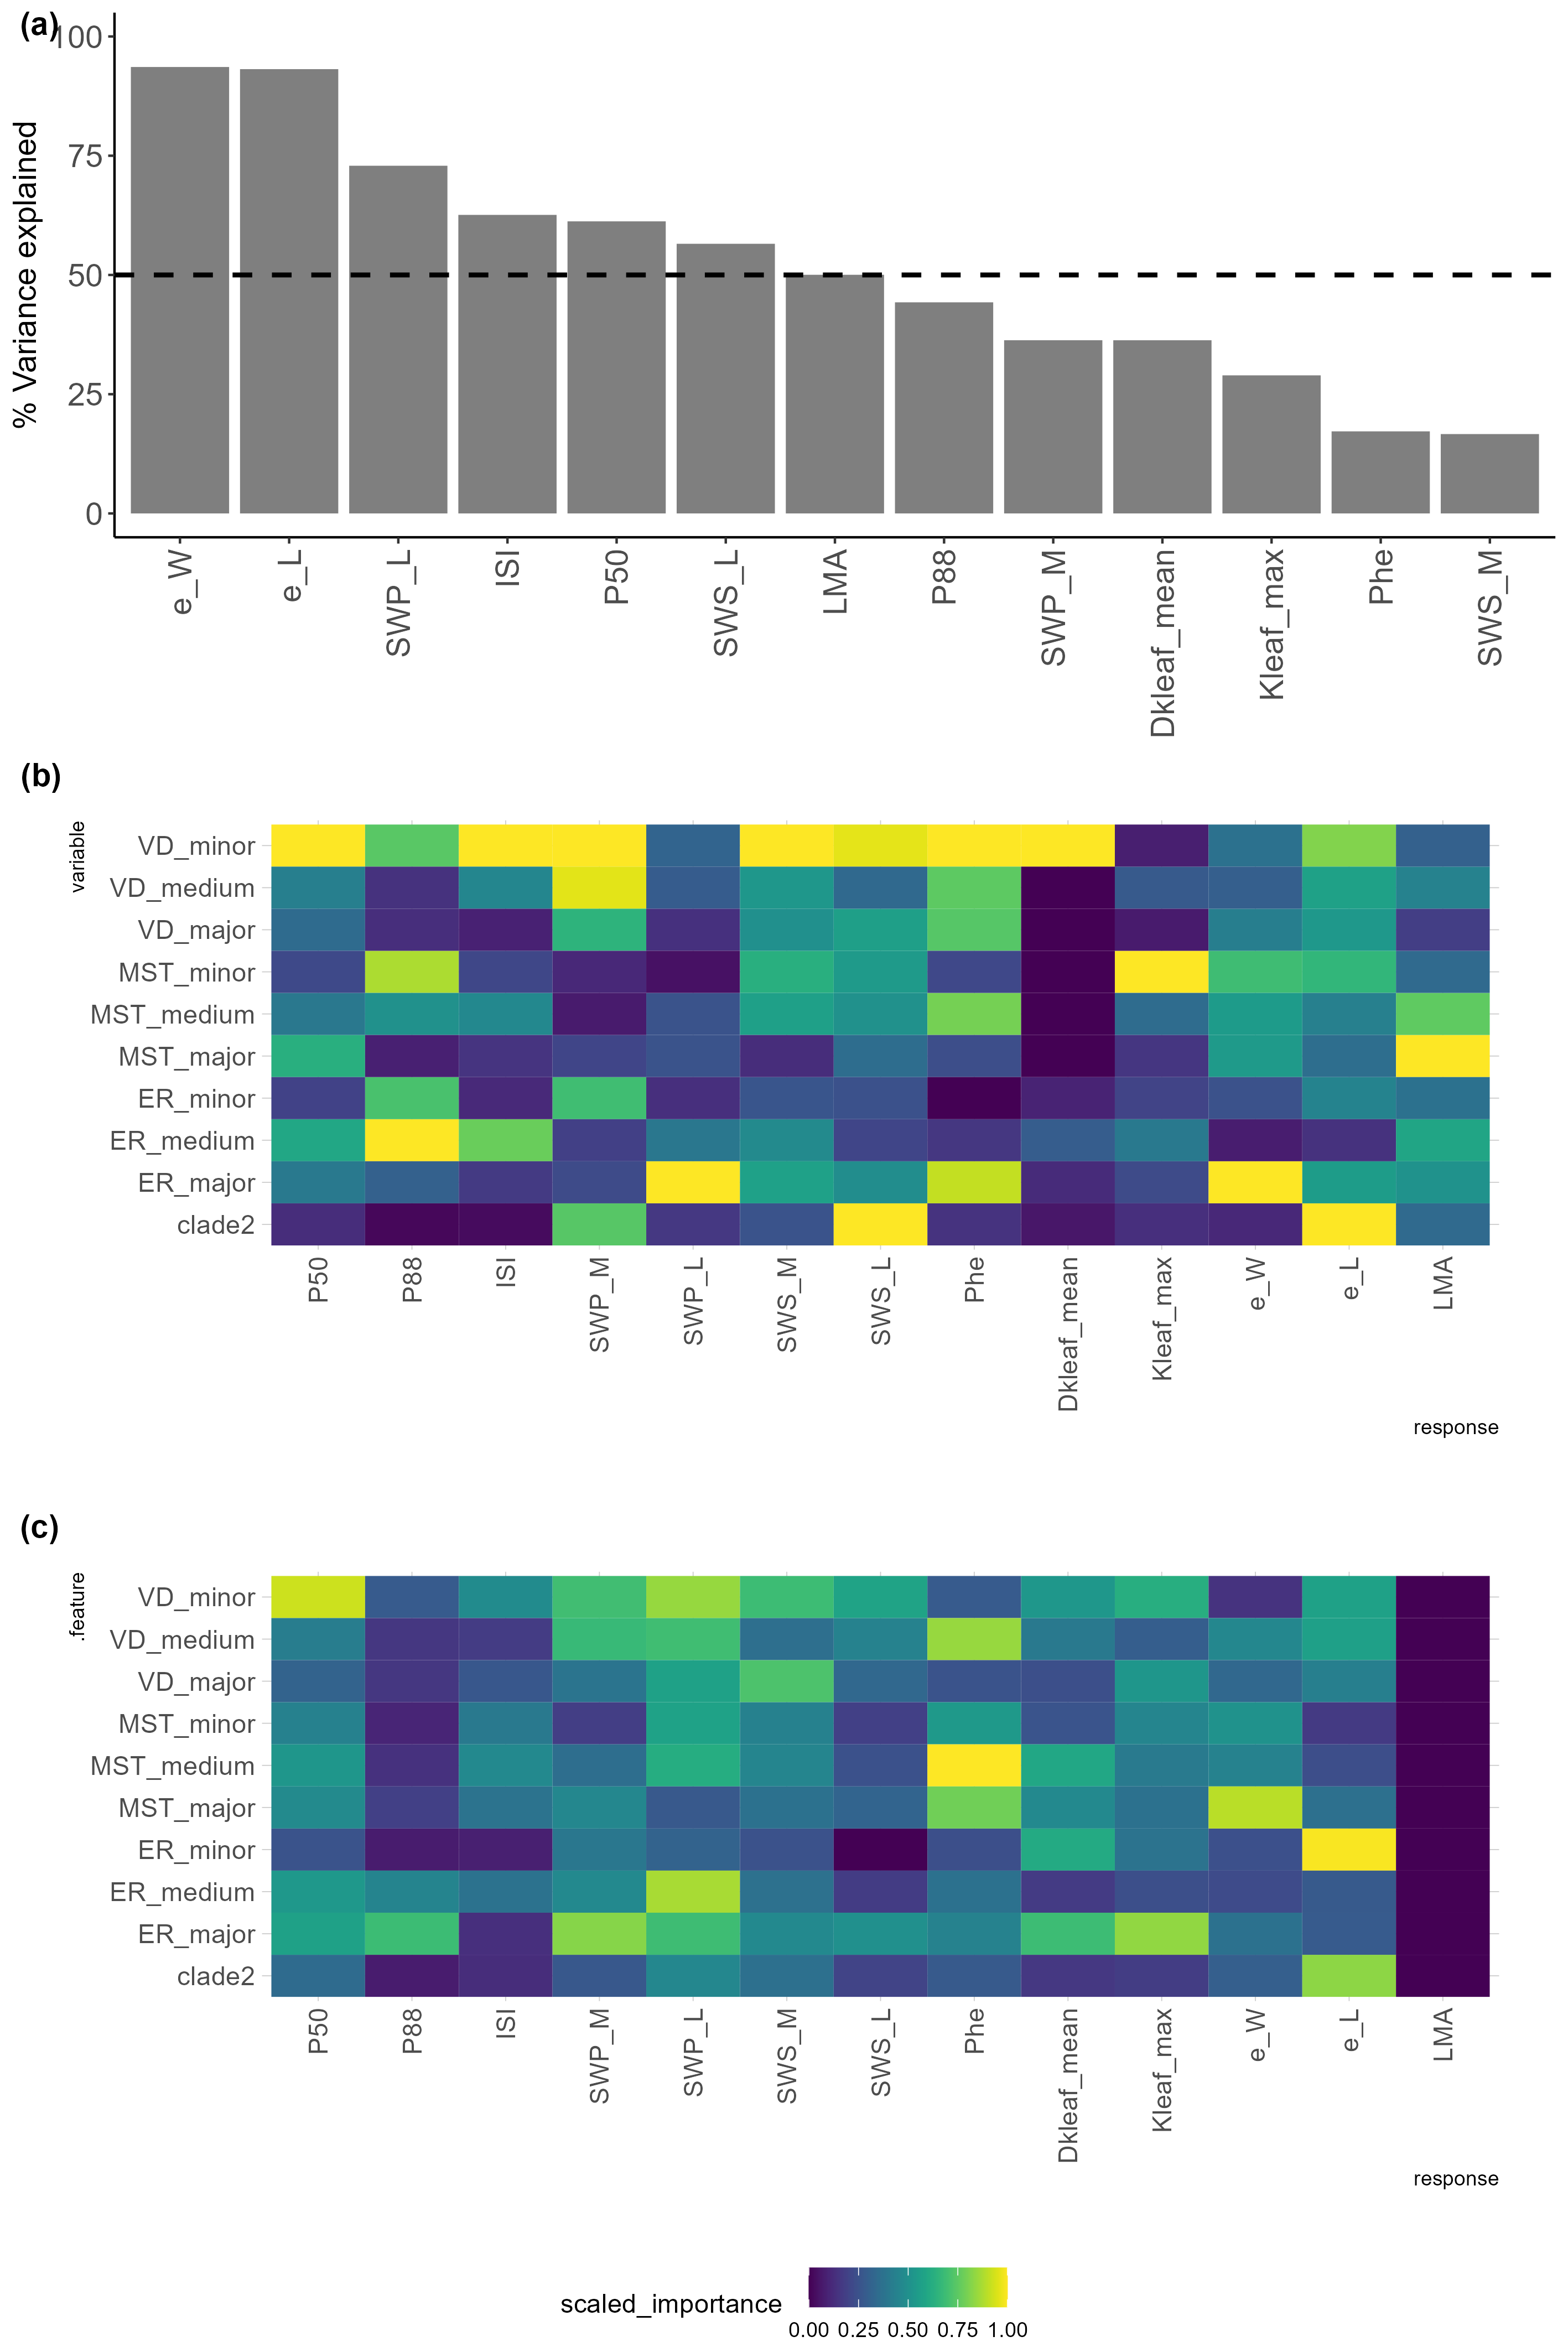 (a)
100
75
50
25
0
% Variance explained
e_W
e_L
SWP_L
ISI
P50
SWS_L
LMA
P88
SWP_M
Dkleaf_mean
Kleaf_max
Phe
SWS_M
(b)
variable
VD_minor
VD_medium
VD_major
MST_minor
MST_medium
MST_major
ER_minor
ER_medium
ER_major
clade2
P50
P88
ISI
SWP_M
SWP_L
SWS_M
SWS_L
Phe
Dkleaf_mean
Kleaf_max
e_W
e_L
LMA
response
(c)
.feature
VD_minor
VD_medium
VD_major
MST_minor
MST_medium
MST_major
ER_minor
ER_medium
ER_major
clade2
P50
P88
ISI
SWP_M
SWP_L
SWS_M
SWS_L
Phe
Dkleaf_mean
Kleaf_max
e_W
e_L
LMA
response
scaled_importance
0.00 0.25 0.50 0.75 1.00